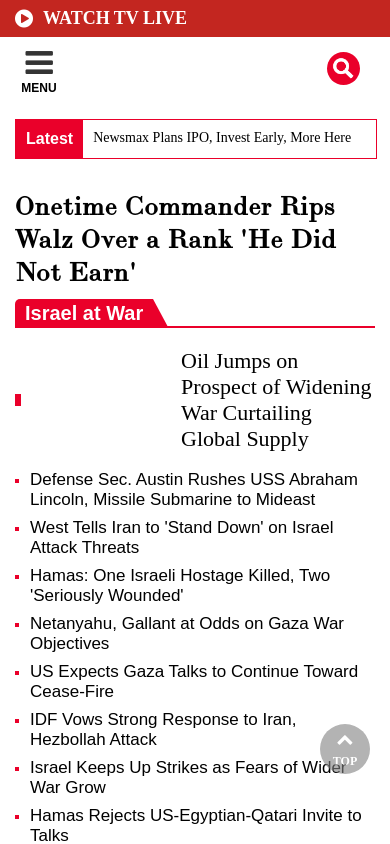 WATCH TV LIVE
MENU
Latest
Newsmax Plans IPO, Invest Early, More Here
Onetime Commander Rips
Walz Over a Rank 'He Did
Not Earn'
Israel at War
Oil Jumps on
Prospect of Widening
War Curtailing
Global Supply
Defense Sec. Austin Rushes USS Abraham
Lincoln, Missile Submarine to Mideast
West Tells Iran to 'Stand Down' on Israel
Attack Threats
Hamas: One Israeli Hostage Killed, Two
'Seriously Wounded'
Netanyahu, Gallant at Odds on Gaza War
Objectives
US Expects Gaza Talks to Continue Toward
Cease-Fire
IDF Vows Strong Response to Iran,
Hezbollah Attack
Israel Keeps Up Strikes as Fears of Wider
War Grow
TOP
Hamas Rejects US-Egyptian-Qatari Invite to
Talks